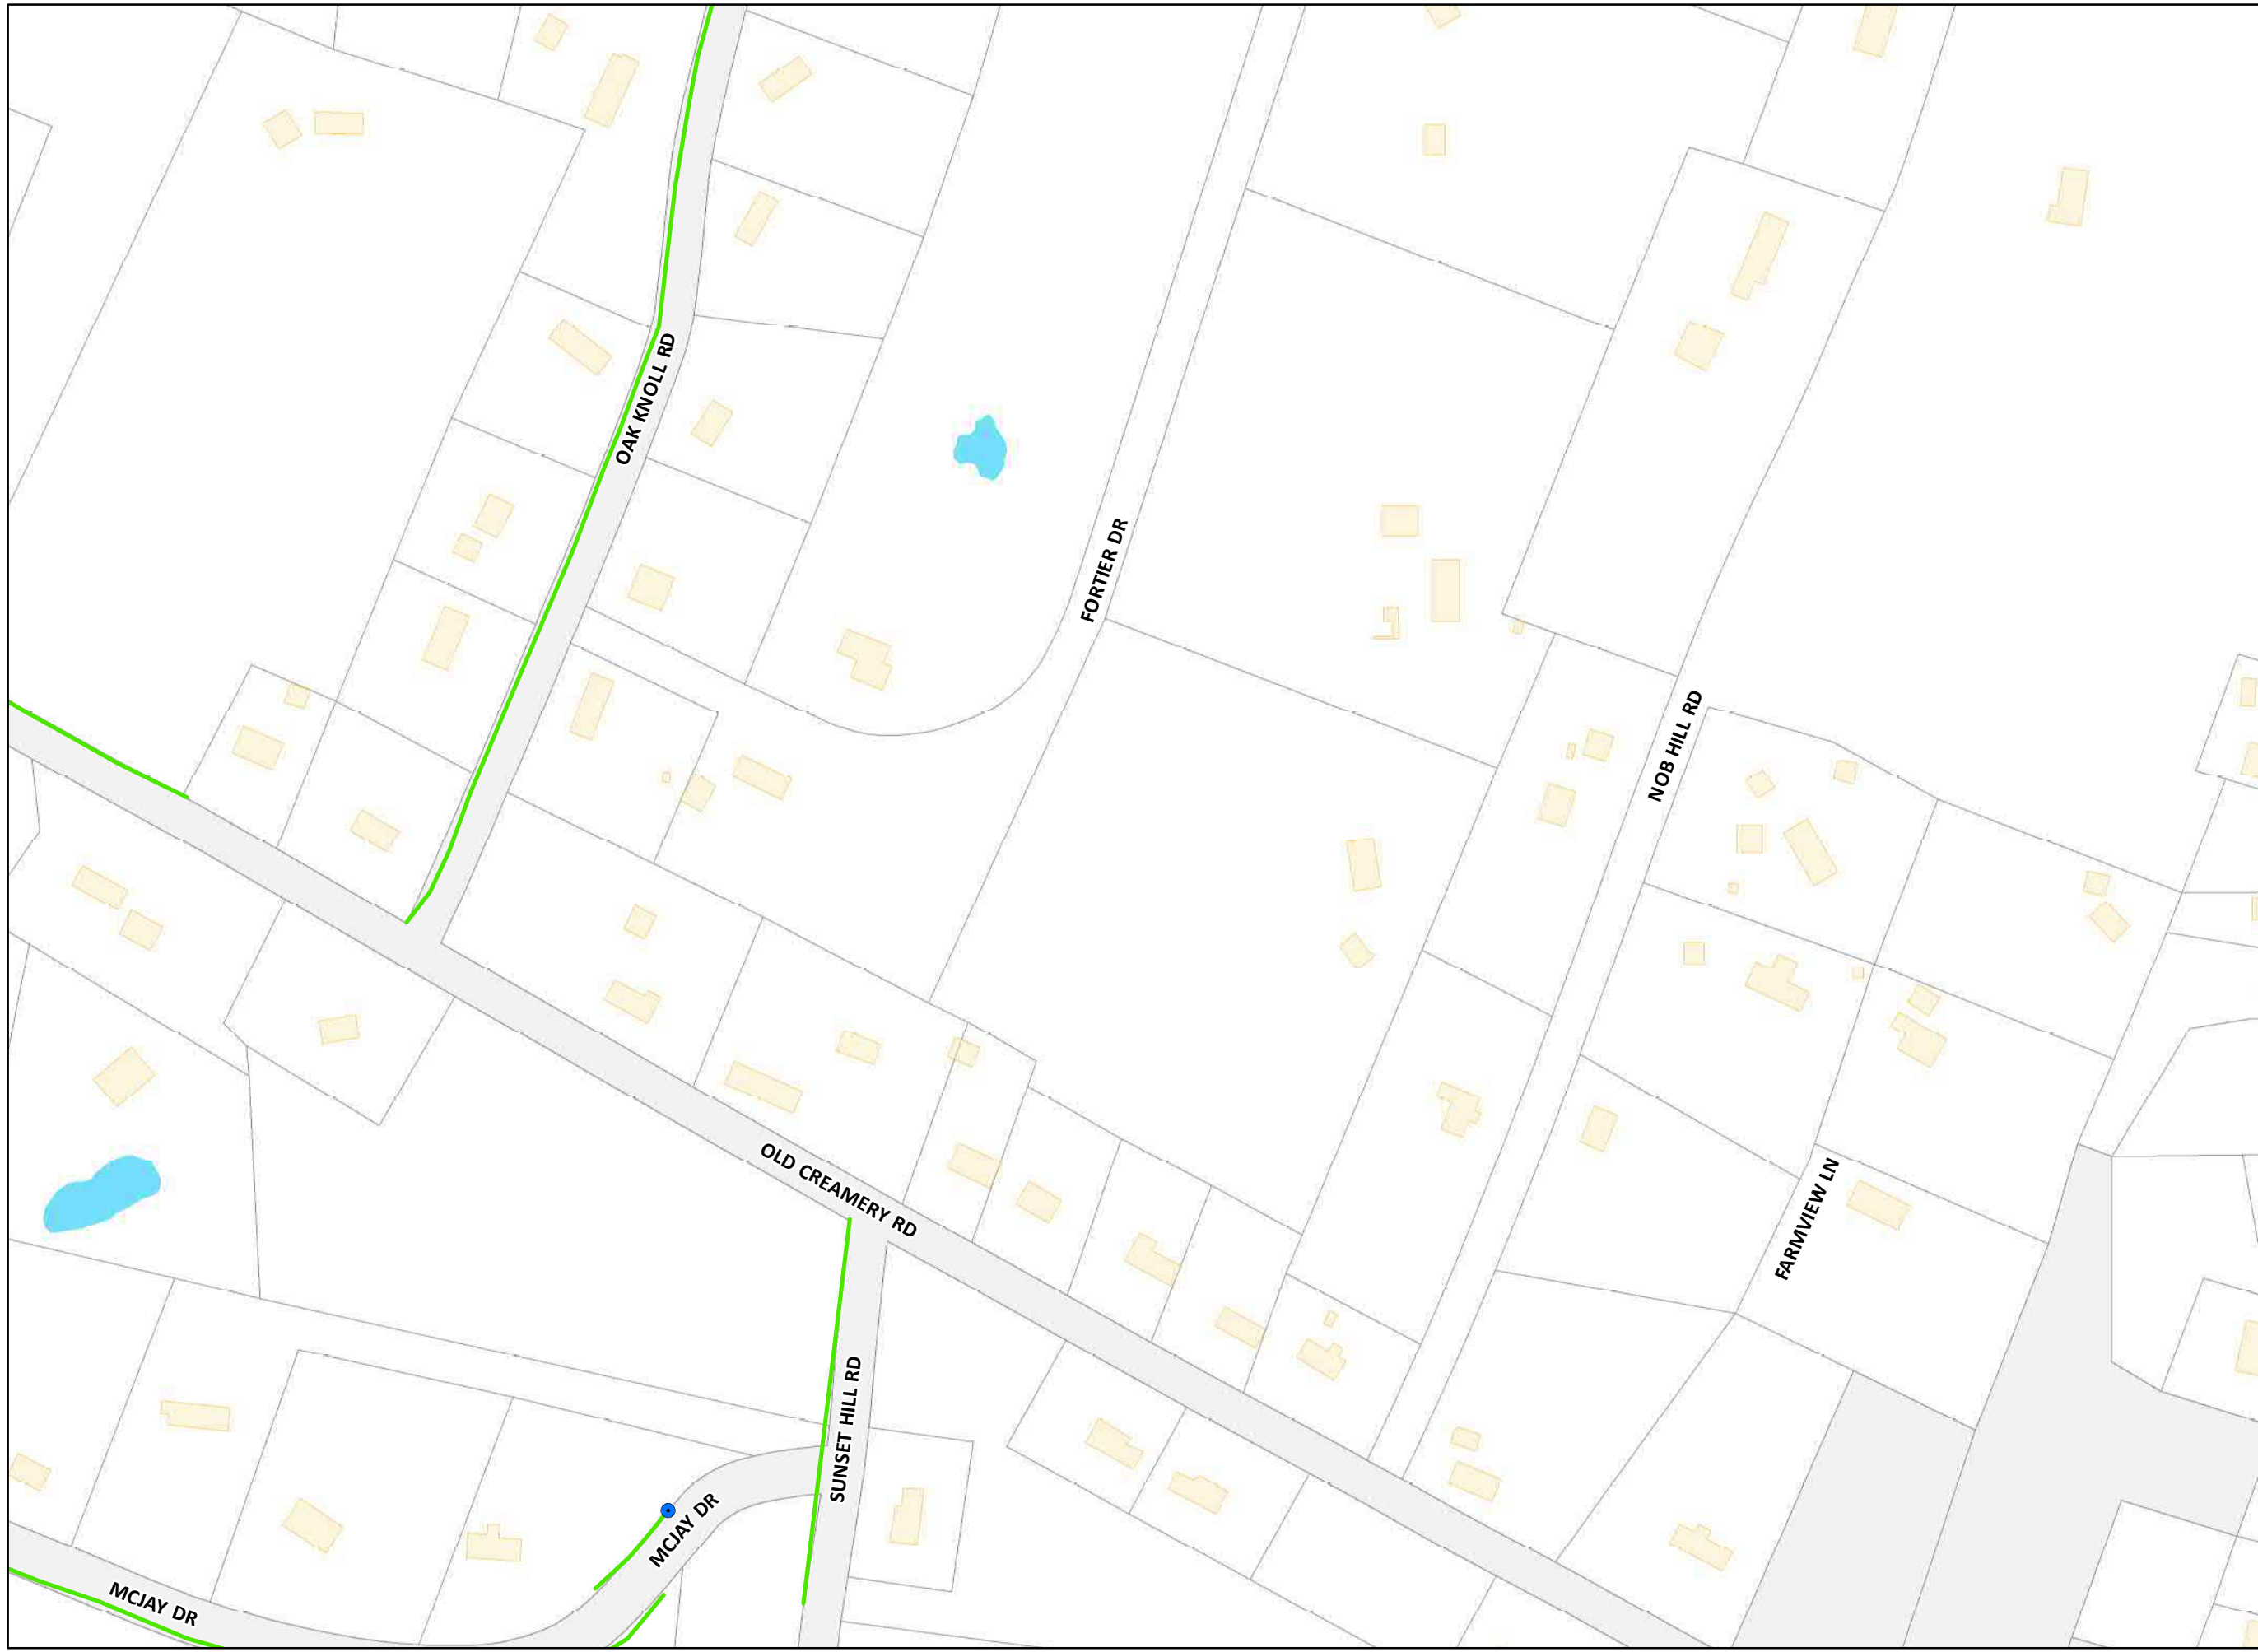 OAK KNOLL RD
FORTIER DR
NOB HILL RD
OLD CREAMERY RD
FARMVIEW LN
SUNSET HILL RD
MCJAY DR
MCJAY DR